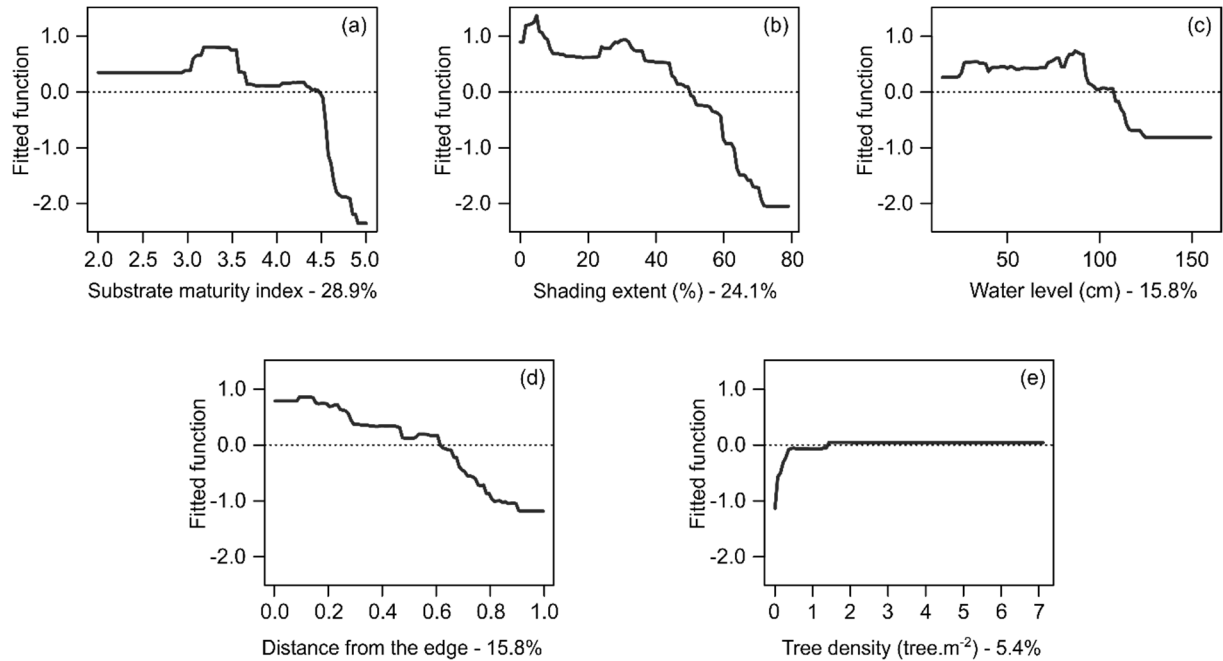 (a)
Fitted function
1.0
0.0
-1.0
-2.0
2.0 2.5 3.0 3.5 4.0 4.5 5.0
Substrate maturity index - 28.9%
(b)
Fitted function
1.0
0.0
-1.0
-2.0
0 20 40 60 80
Shading extent (%) - 24.1%
(c)
Fitted function
1.0
0.0
-1.0
-2.0
50 100 150
Water level (cm) - 15.8%
(d)
Fitted function
1.0
0.0
-1.0
-2.0
0.0 0.2 0.4 0.6 0.8 1.0
Distance from the edge - 15.8%
(e)
Fitted function
1.0
0.0
-1.0
-2.0
0 1 2 3 4 5 6 7
Tree density (tree.m⁻²) - 5.4%